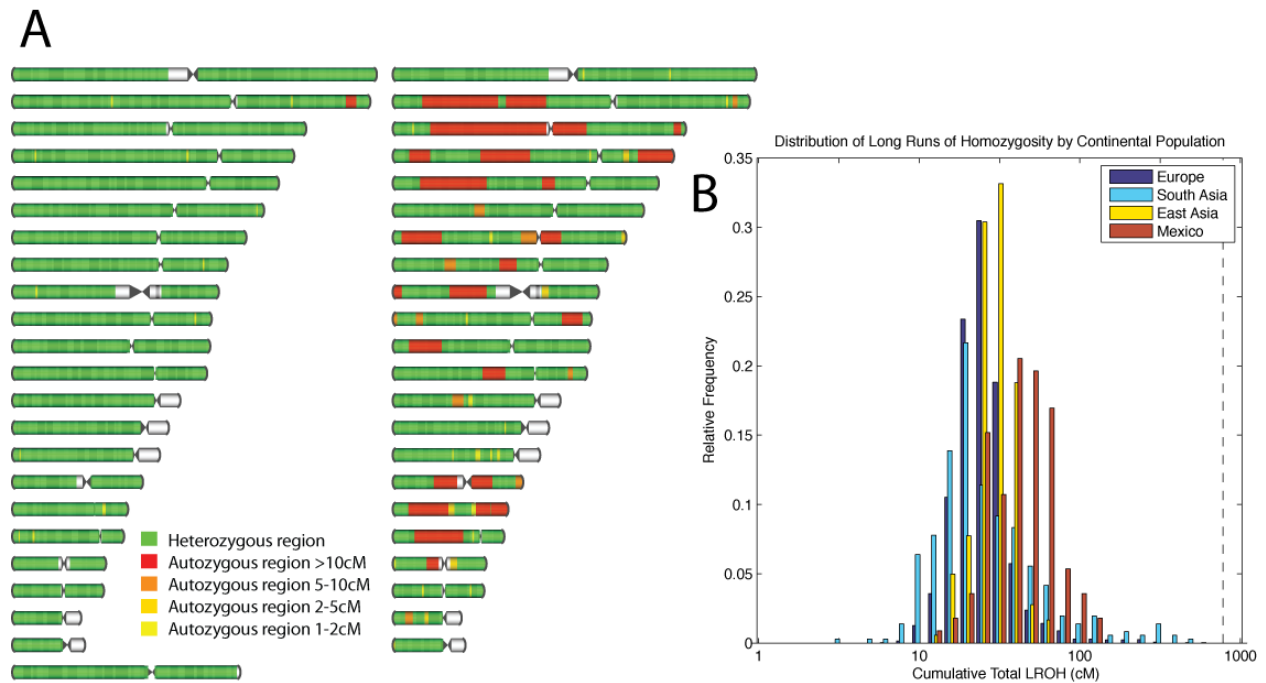 A
Heterozygous region
Autozygous region >10cM
Autozygous region 5-10cM
Autozygous region 2-5cM
Autozygous region 1-2cM
B
Distribution of Long Runs of Homozygosity by Continental Population
Europe
South Asia
East Asia
Mexico
Relative Frequency
0.35
0.3
0.25
0.2
0.15
0.1
0.05
0
1
10
100
1000
Cumulative Total LROH (cM)